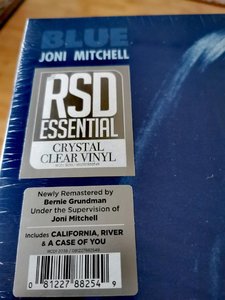 BLUE
JONI MITCHELL
RSD
ESSENTIAL
CRYSTAL
CLEAR VINYL
Newly Remastered by
Bernie Grundman
Under the Supervision of
Joni Mitchell
Includes CALIFORNIA, RIVER
& A CASE OF YOU
0 81227 88254 9